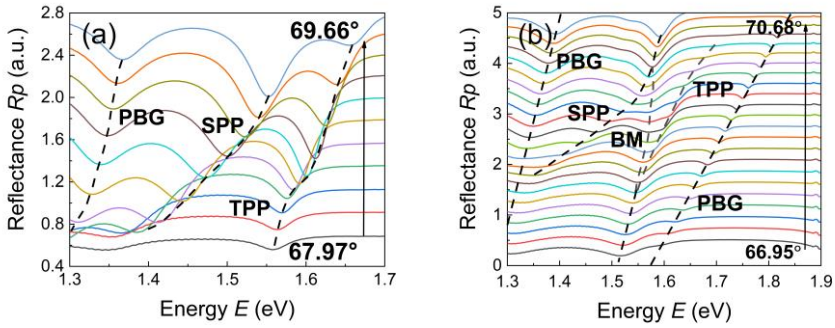 (a)
69.66°
PBG
SPP
TPP
67.97°
Reflectance Rp (a.u.)
2.8
2.4
2.0
1.6
1.2
0.8
0.4
1.3 1.4 1.5 1.6 1.7
Energy E (eV)
(b)
70.68°
PBG
TPP
SPP
BM
PBG
66.95°
Reflectance Rp (a.u.)
5
4
3
2
1
0
1.3 1.4 1.5 1.6 1.7 1.8 1.9
Energy E (eV)